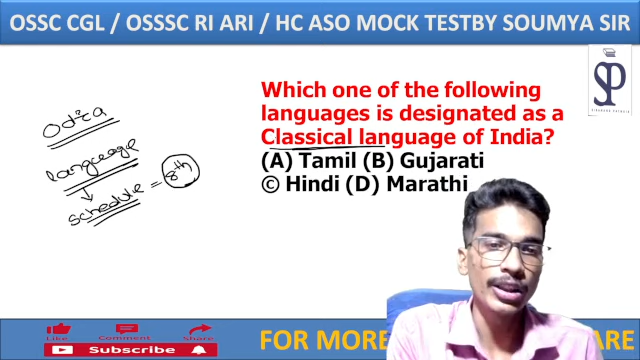 OSSC CGL / OSSSC RI ARI / HC ASO MOCK TESTBY SOUMYA SIR
SP
Which one of the following
languages is designated as a
Classical language of India?
(A) Tamil (B) Gujarati
© Hindi (D) Marathi
Odia
language
schedule = 8th
Like
Comment
Share
Subscribe
FOR MORE
ARE